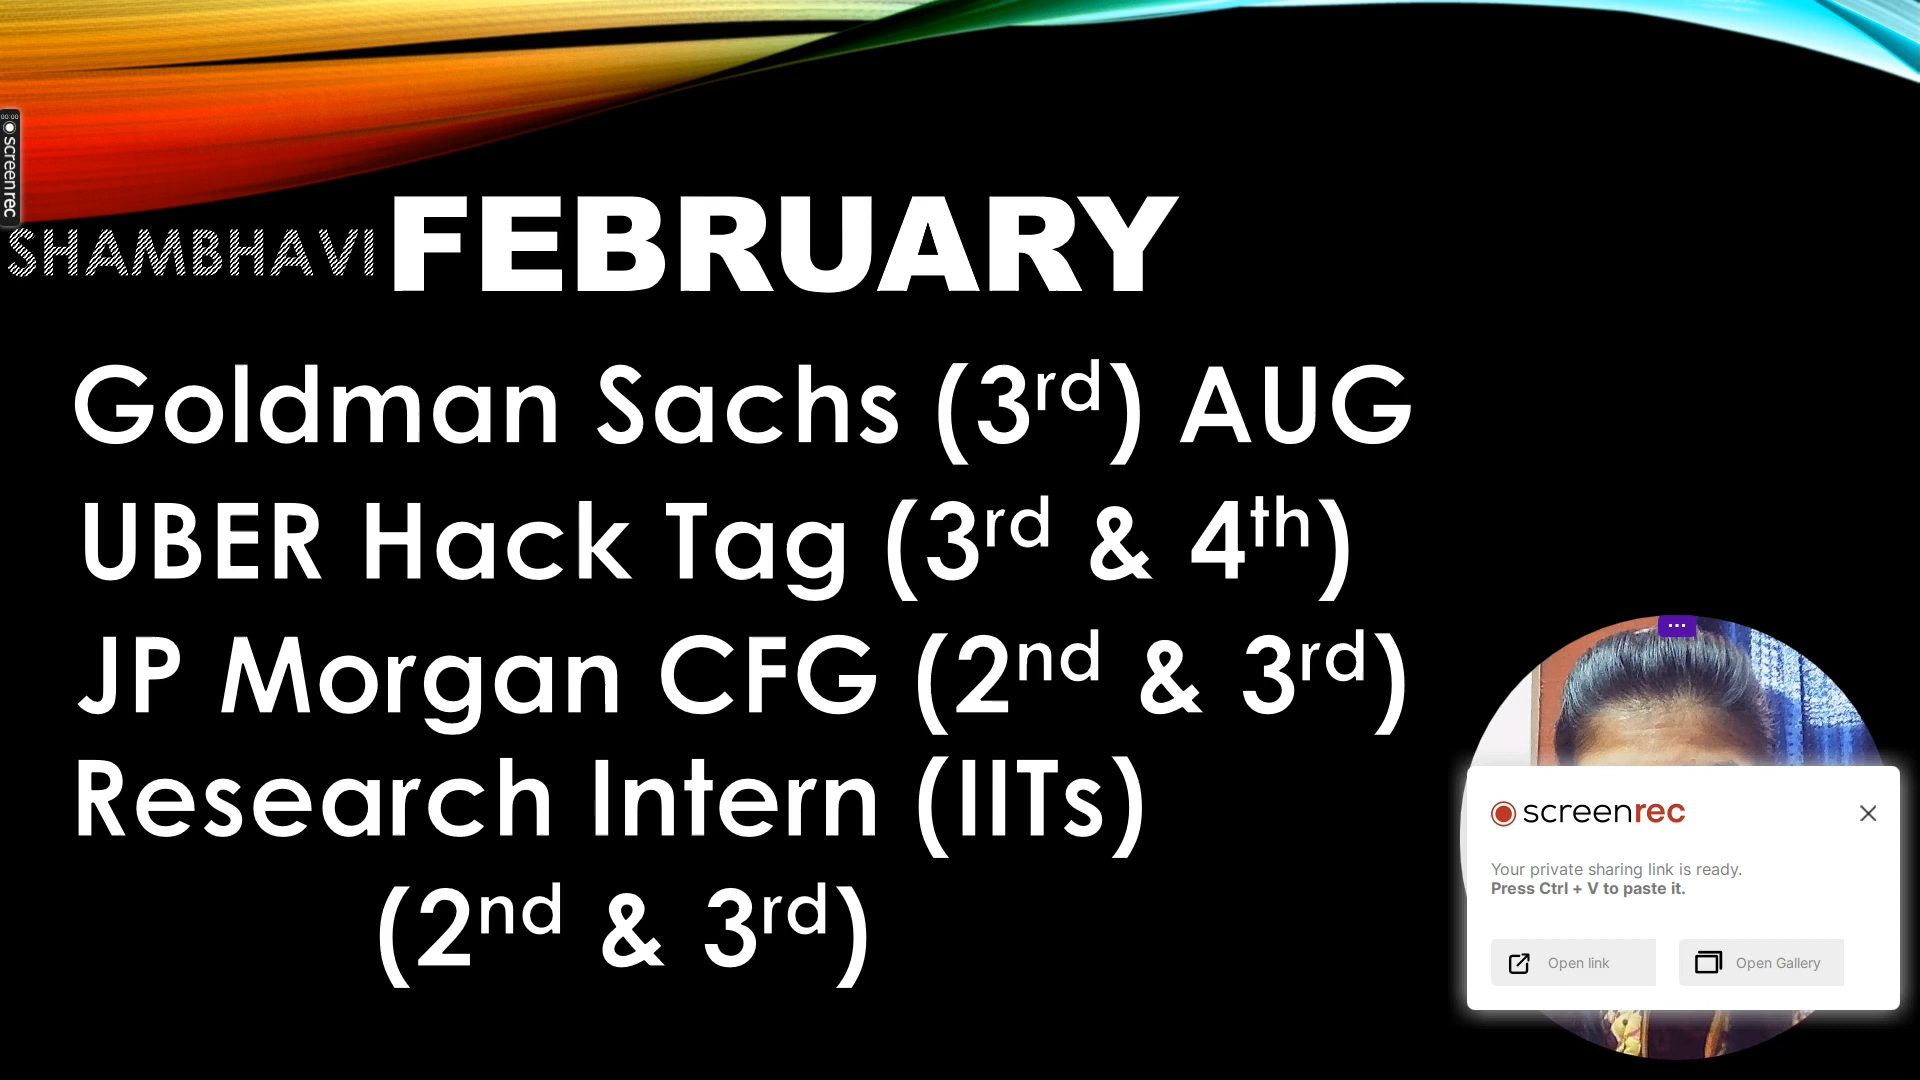 00:00
screenrec
SHAMBHAVI
FEBRUARY
Goldman Sachs (3rd) AUG
UBER Hack Tag (3rd & 4th)
JP Morgan CFG (2nd & 3rd)
Research Intern (IITs)
(2nd & 3rd)
screenrec
Your private sharing link is ready.
Press Ctrl + V to paste it.
Open link
Open Gallery